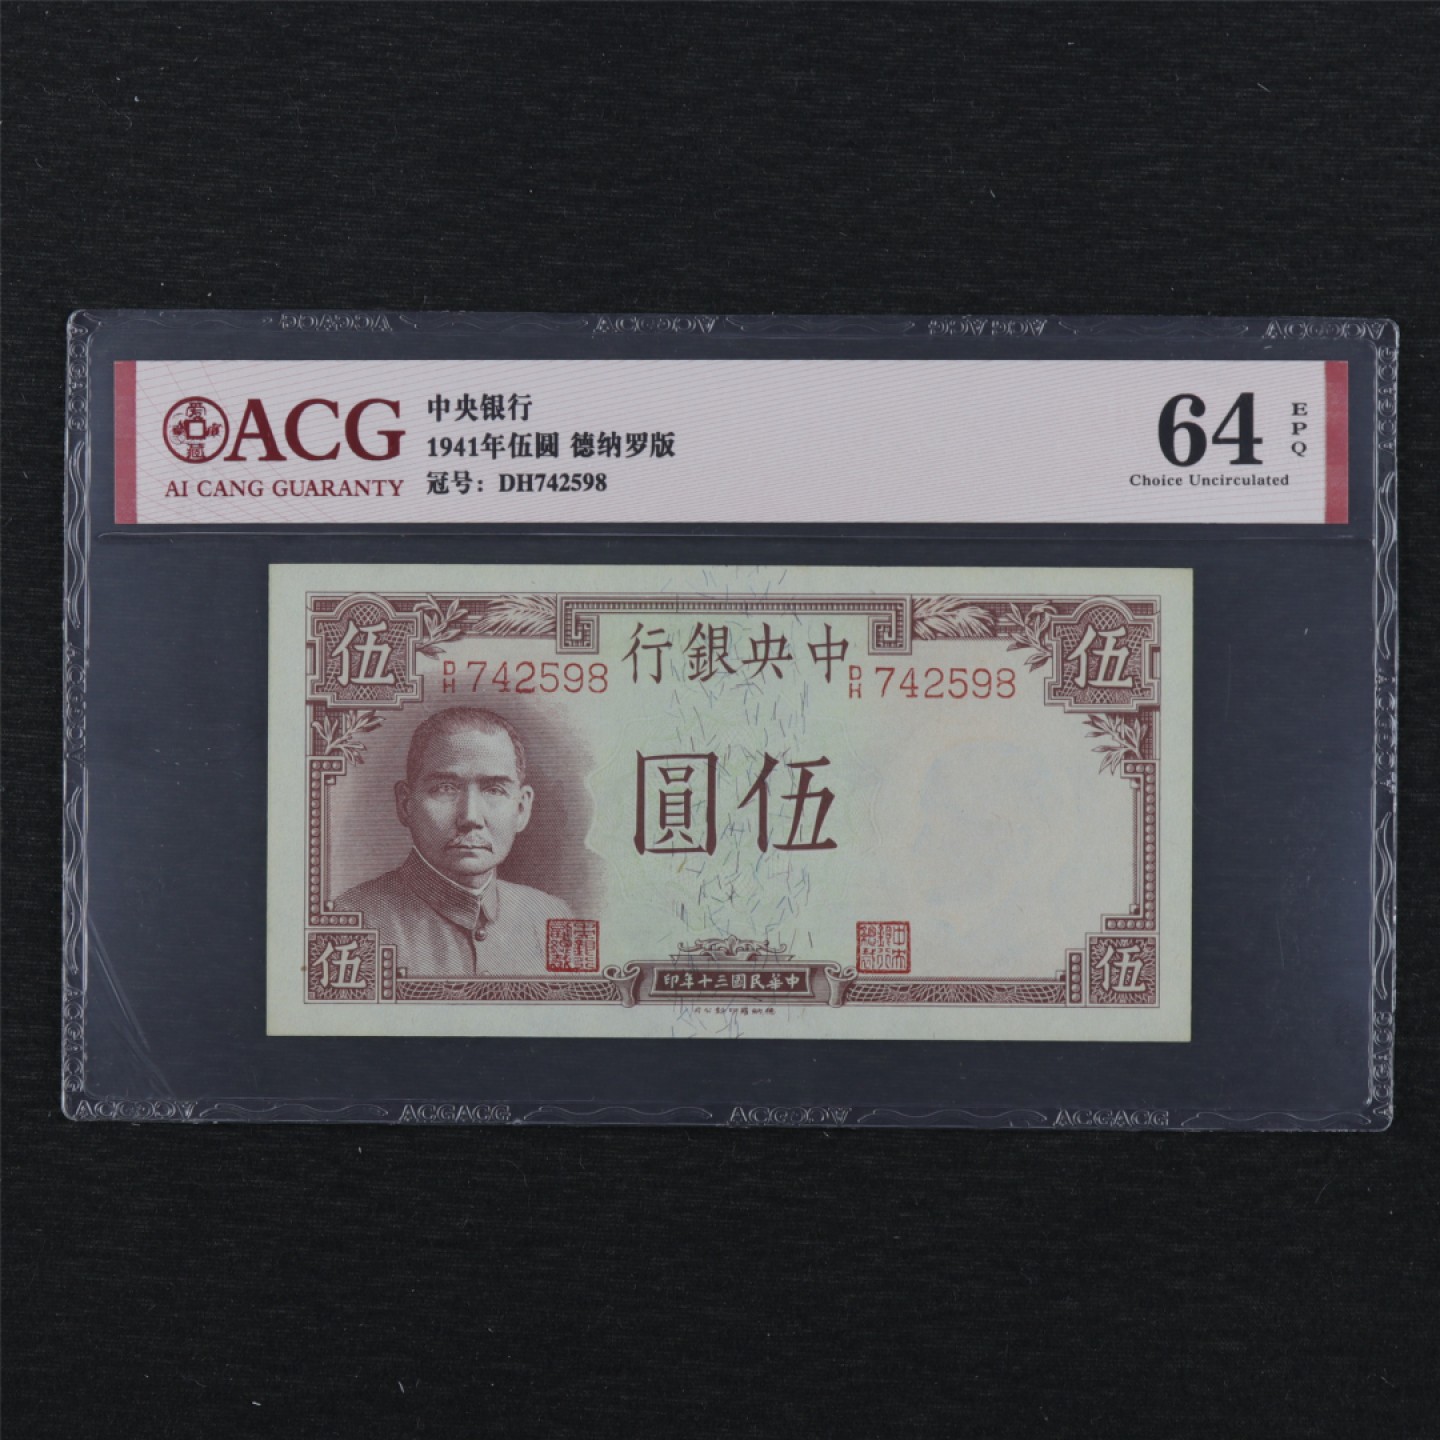 ACG
AI CANG GUARANTY
中央银行
1941年伍圆 德纳罗版
冠号：DH742598
64
EPQ
Choice Uncirculated
伍
行銀央中
伍
DH 742598
DH 742598
圓伍
伍
印年十三國民華中
伍
ACGACG
ACGACG